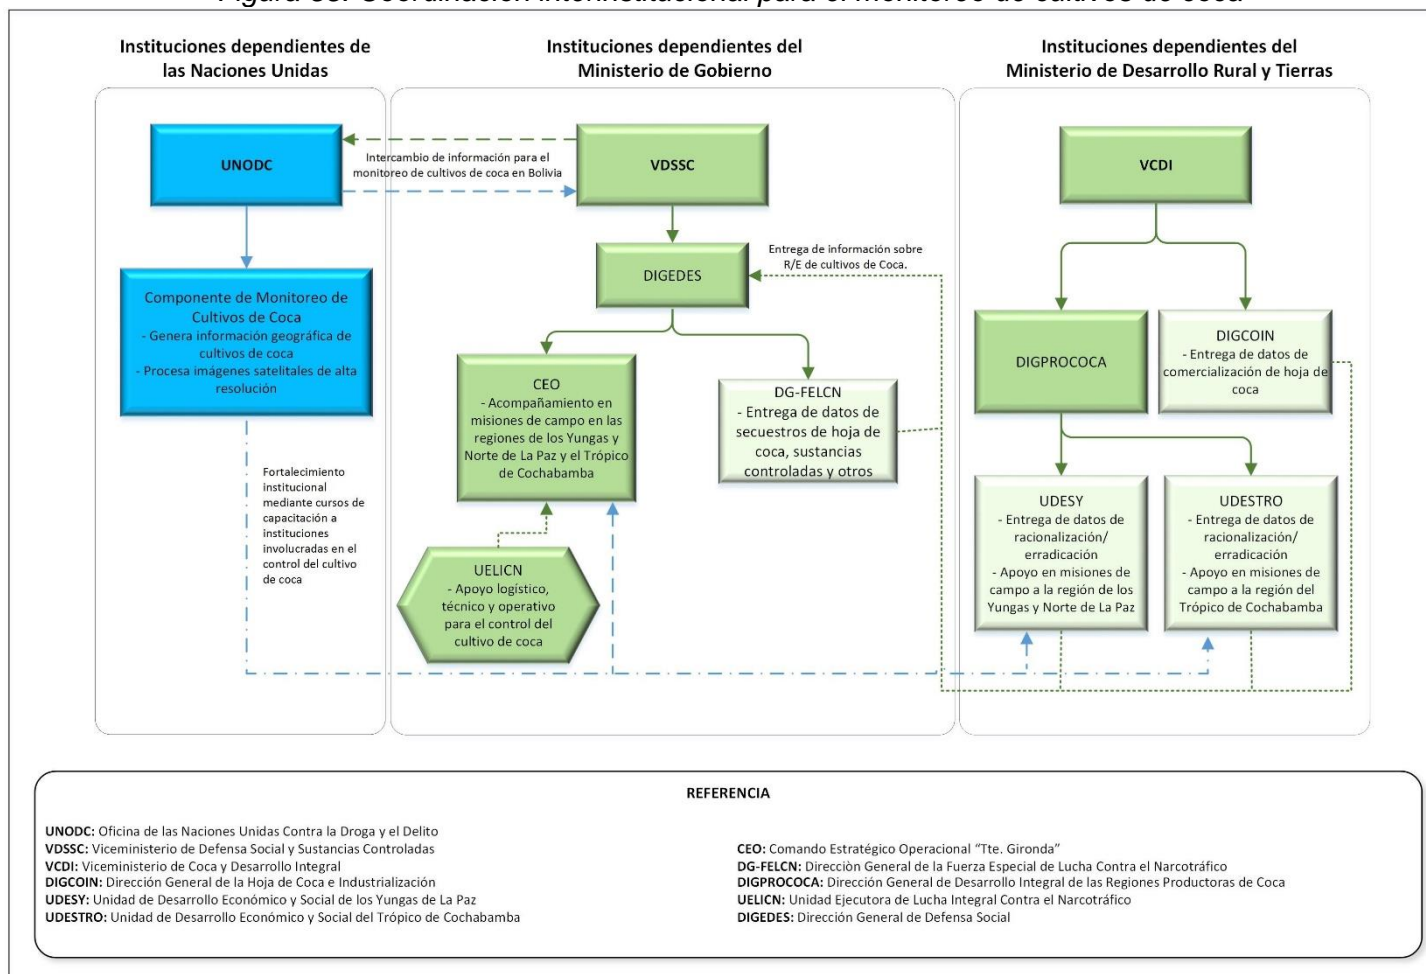 Instituciones dependientes de
las Naciones Unidas
Instituciones dependientes del
Ministerio de Gobierno
Instituciones dependientes del
Ministerio de Desarrollo Rural y Tierras
UNODC
Intercambio de información para el
monitoreo de cultivos de coca en Bolivia
VDSSC
VCDI
Componente de Monitoreo de
Cultivos de Coca
- Genera información geográfica de
cultivos de coca
- Procesa imágenes satelitales de alta
resolución
DIGEDES
Entrega de información sobre
R/E de cultivos de Coca.
CEO
- Acompañamiento en
misiones de campo en las
regiones de los Yungas y
Norte de La Paz y el Trópico
de Cochabamba
DG-FELCN
- Entrega de datos de
secuestros de hoja de
coca, sustancias
controladas y otros
DIGPROCOCA
DIGCOIN
- Entrega de datos de
comercialización de hoja de
coca
Fortalecimiento
institucional
mediante cursos de
capacitación a
instituciones
involucradas en el
control del cultivo
de coca
UELICN
- Apoyo logístico,
técnico y operativo
para el control del
cultivo de coca
UDESY
- Entrega de datos de
racionalización/
erradicación
- Apoyo en misiones de
campo a la región de los
Yungas y Norte de La Paz
UDESTRO
- Entrega de datos de
racionalización/
erradicación
- Apoyo en misiones de
campo a la región del
Trópico de Cochabamba
REFERENCIA
UNODC: Oficina de las Naciones Unidas Contra la Droga y el Delito
VDSSC: Viceministerio de Defensa Social y Sustancias Controladas
VCDI: Viceministerio de Coca y Desarrollo Integral
DIGCOIN: Dirección General de la Hoja de Coca e Industrialización
UDESY: Unidad de Desarrollo Económico y Social de los Yungas de La Paz
UDESTRO: Unidad de Desarrollo Económico y Social del Trópico de Cochabamba
CEO: Comando Estratégico Operacional "Tte. Gironda"
DG-FELCN: Direcciòn General de la Fuerza Especial de Lucha Contra el Narcotráfico
DIGPROCOCA: Dirección General de Desarrollo Integral de las Regiones Productoras de Coca
UELICN: Unidad Ejecutora de Lucha Integral Contra el Narcotráfico
DIGEDES: Dirección General de Defensa Social